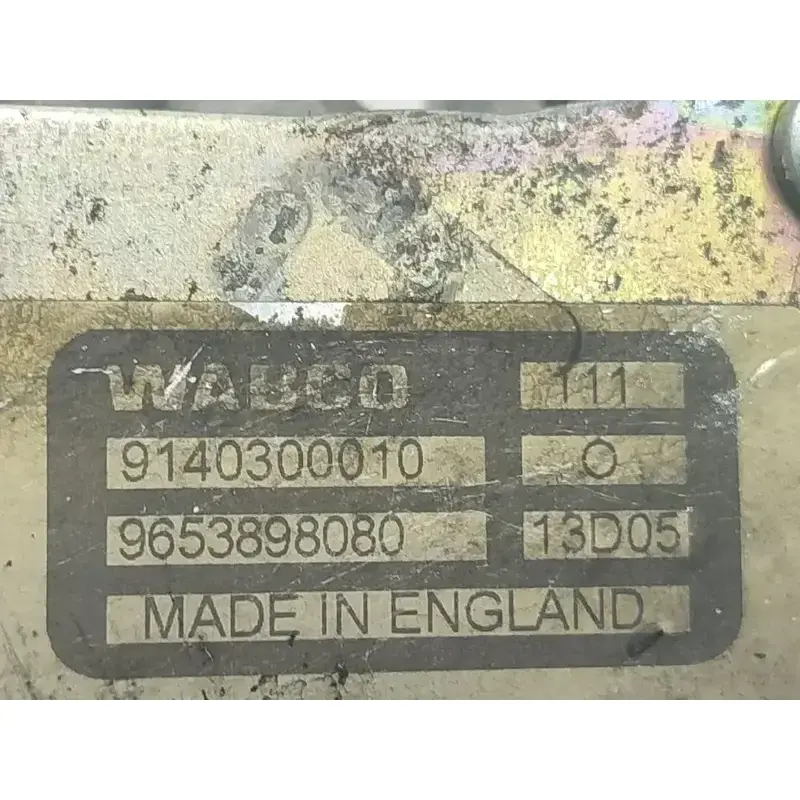 WABCO 111
9140300010 O
9653898080 13D05
MADE IN ENGLAND